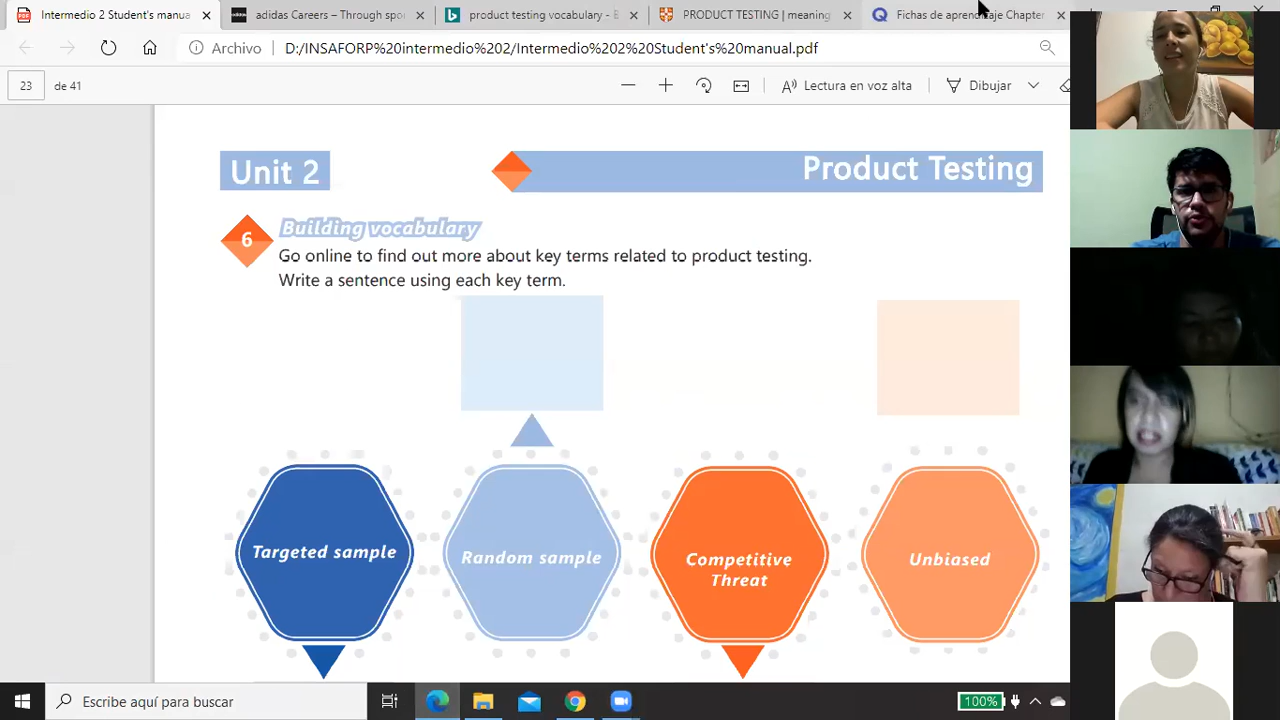 Intermedio 2 Student's manua
adidas Careers – Through spo
product testing vocabulary - B
PRODUCT TESTING | meaning
Fichas de aprendizaje Chapter
Archivo
D:/INSAFORP%20intermedio%202/Intermedio%202%20Student's%20manual.pdf
23
de 41
Lectura en voz alta
Dibujar
Unit 2
Product Testing
6
Building vocabulary
Go online to find out more about key terms related to product testing.
Write a sentence using each key term.
Targeted sample
Random sample
Competitive
Threat
Unbiased
Escribe aquí para buscar
100%